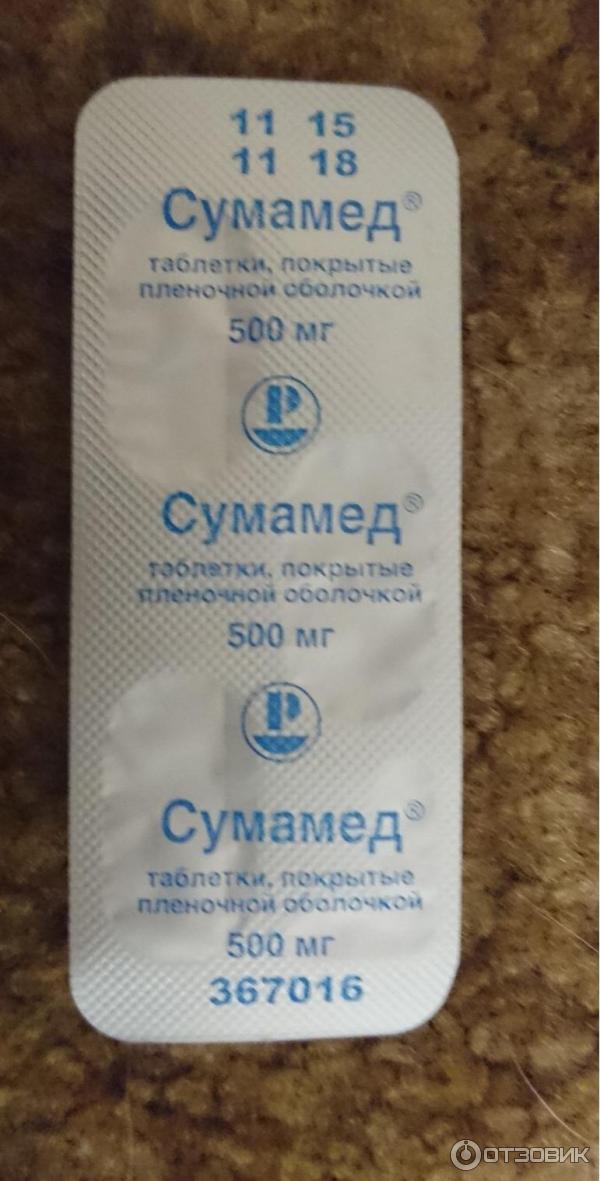 11 15
11 18
Сумамед®
таблетки, покрытые
пленочной оболочкой
500 мг
P
Сумамед®
таблетки, покрытые
пленочной оболочкой
500 мг
P
Сумамед®
таблетки, покрытые
пленочной оболочкой
500 мг
367016
ОТЗОВИК